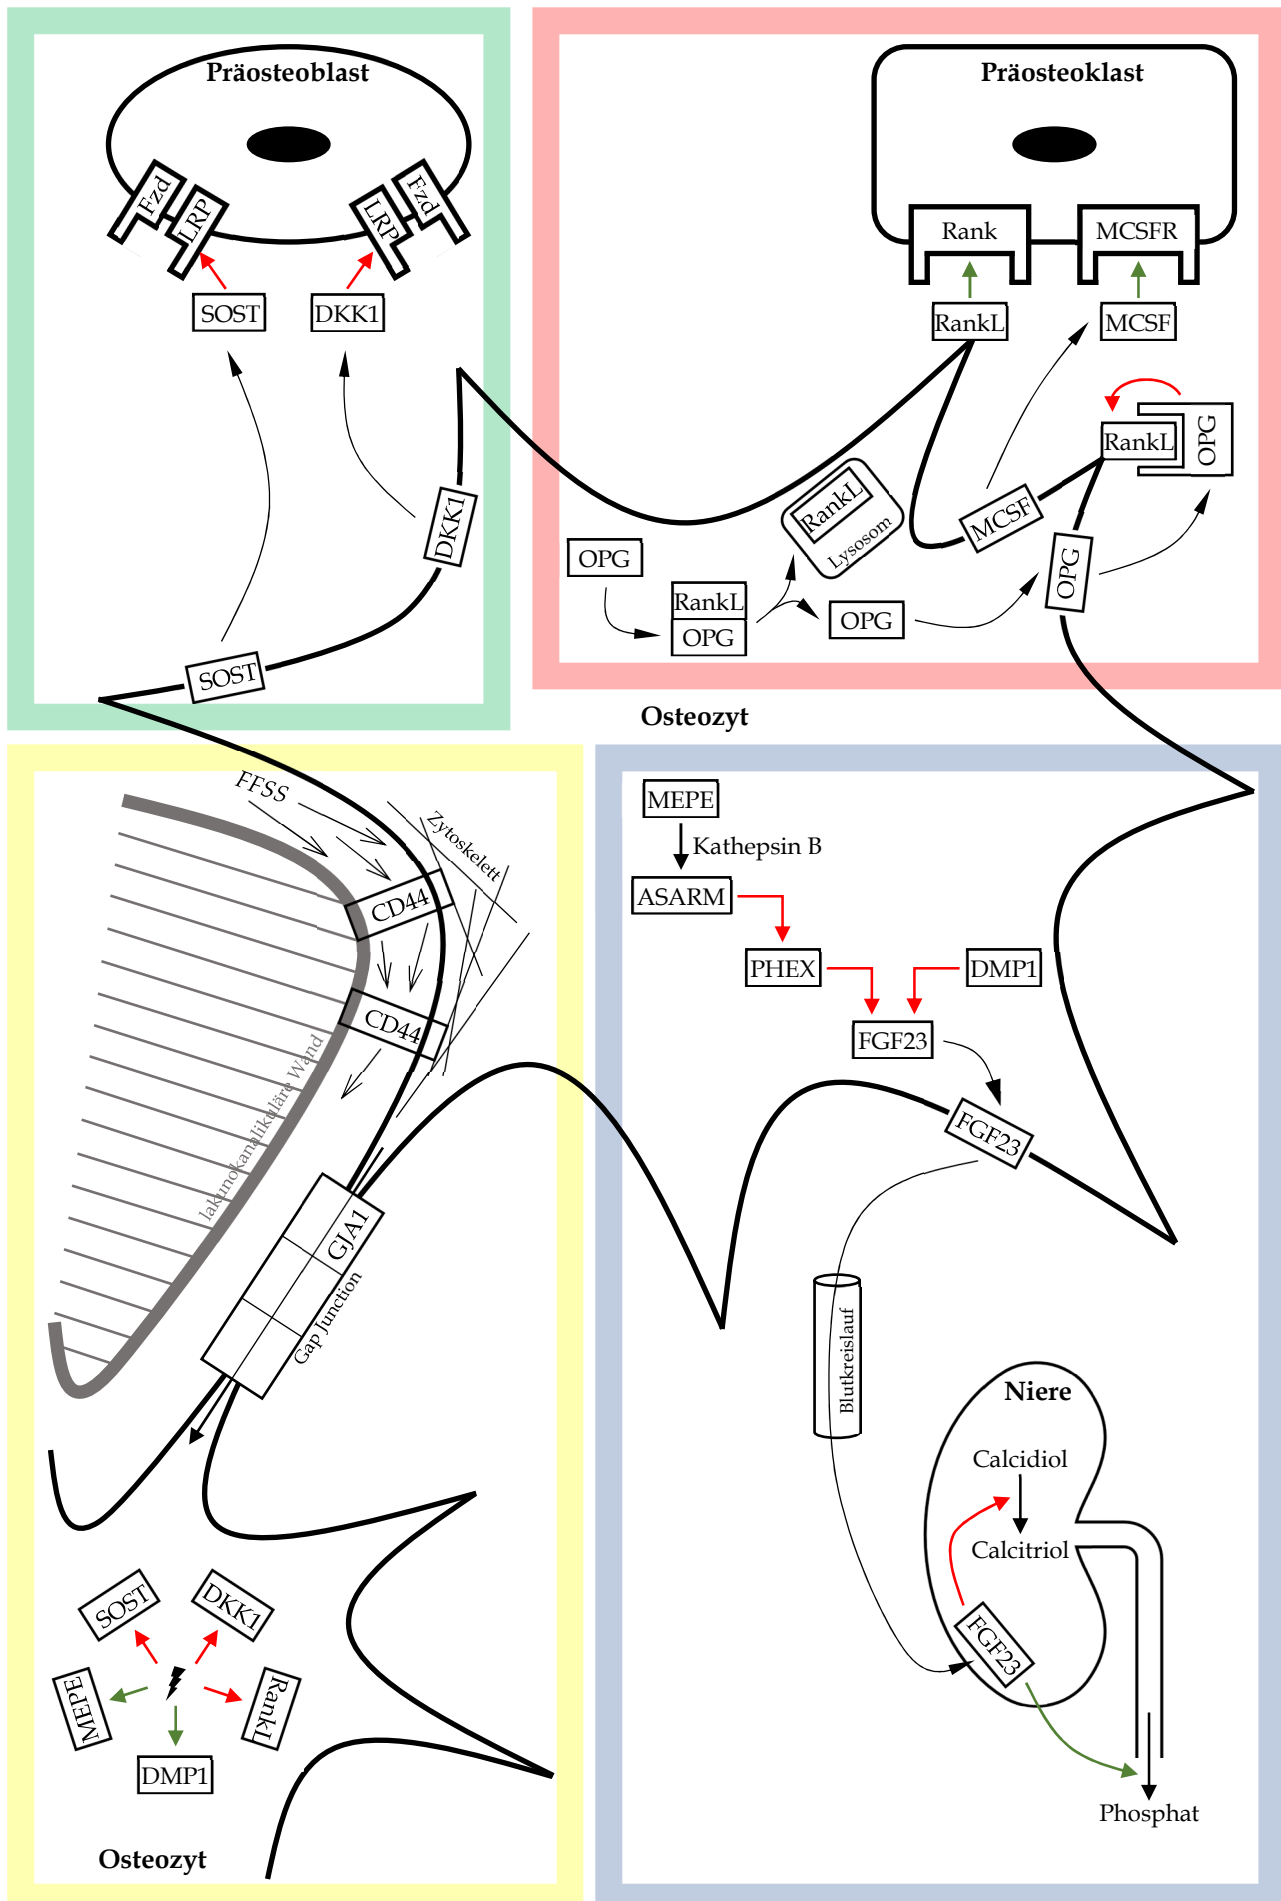 Präosteoblast
Fzd
LRP
LRP
Fzd
SOST
DKK1
DKK1
SOST
Präosteoklast
Rank
MCSFR
RankL
MCSF
RankL
OPG
RankL
Lysosom
MCSF
OPG
OPG
RankL
OPG
OPG
Osteozyt
FFSS
Zytoskelett
CD44
CD44
lakunokanalikuläre Wand
GJA1
Gap Junction
SOST
DKK1
MEPE
RankL
DMP1
Osteozyt
MEPE
Kathepsin B
ASARM
PHEX
DMP1
FGF23
FGF23
Blutkreislauf
Niere
Calcidiol
Calcitriol
FGF23
Phosphat